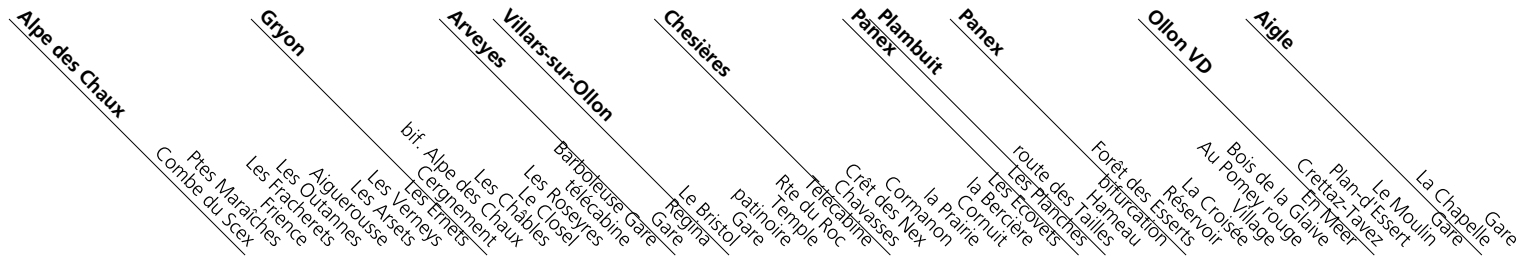 Alpe des Chaux
Combe du Scex
Ptes Maraîches
Frience
Les Fracherets
Les Outannes
Aiguerousse
Les Arsets
Les Verneys
Gryon
Les Ernets
Cergnement
bif. Alpe des Chaux
Les Châbles
Le Closel
Les Roseyres
télécabine
Barboleuse Gare
Arveyes
Gare
Villars-sur-Ollon
Régina
Le Bristol
Gare
patinoire
Temple
Rte du Roc
Chesières
Télécabine
Chavasses
Crêt des Nex
Cormanon
la Prairie
Cornuit
la Bercière
Panex
Les Ecovets
Plambuit
Les Planches
route des Tailles
Hameau
Panex
bifurcation
Forêt des Esserts
Réservoir
La Croisée
Village
Au Pomey rouge
Bois de la Glaive
Ollon VD
En Meer
Crettaz-Tavez
Plan-d'Essert
Le Moulin
Aigle
Gare
La Chapelle
Gare